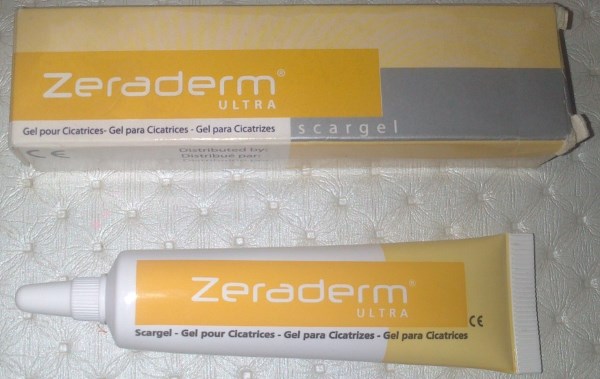 Zeraderm®
ULTRA
Gel pour Cicatrices- Gel para Cicatrices - Gel para Cicatrizes
scargel
CE
Distributed by:
Distribué par:
Zeraderm®
ULTRA
CE
Scargel - Gel pour Cicatrices - Gel para Cicatrizes - Gel para Cicatrices